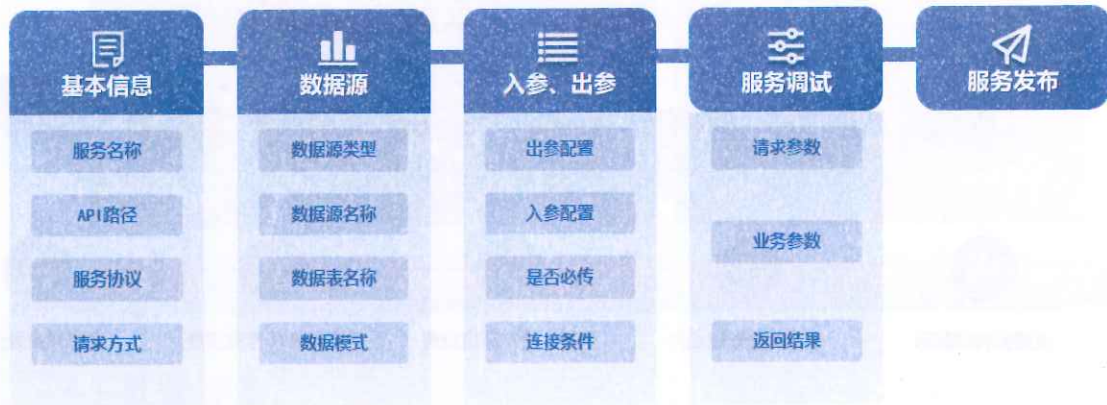 基本信息
服务名称
API路径
服务协议
请求方式
数据源
数据源类型
数据源名称
数据表名称
数据模式
入参、出参
出参配置
入参配置
是否必传
连接条件
服务调试
请求参数
业务参数
返回结果
服务发布